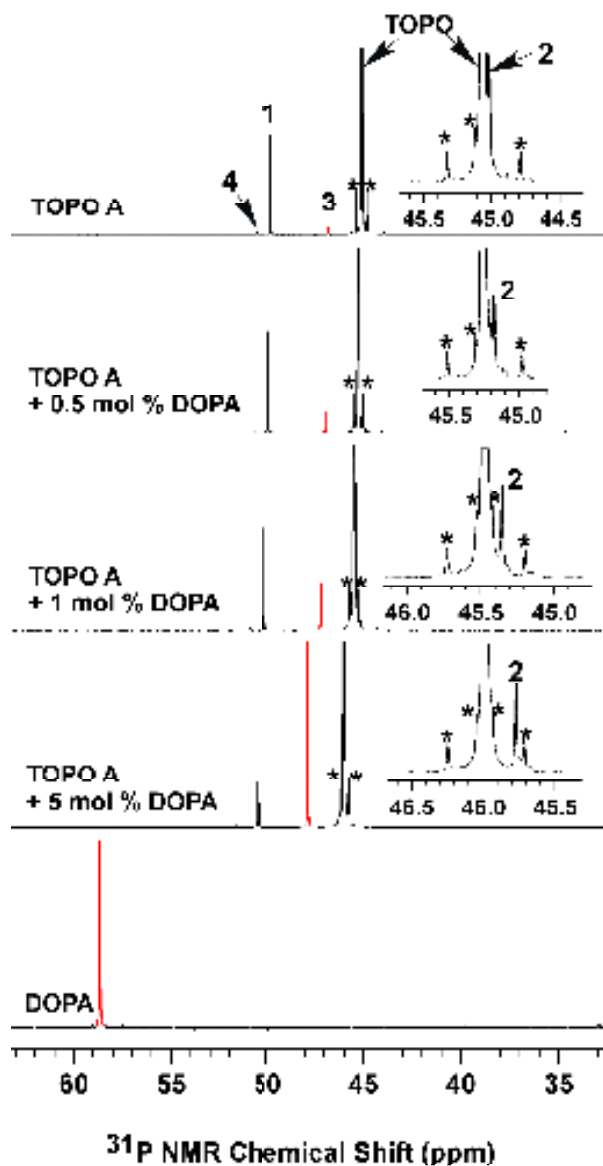 TOPO
2
1
* * *
4
3
* *
TOPO A
45.5 45.0 44.5
2
* * *
TOPO A
+ 0.5 mol % DOPA
* *
45.5 45.0
2
* * * *
TOPO A
+ 1 mol % DOPA
* *
46.0 45.5 45.0
2
* * * *
TOPO A
+ 5 mol % DOPA
* *
46.5 46.0 45.5
DOPA
60 50 45 40 35
31P NMR Chemical Shift (ppm)